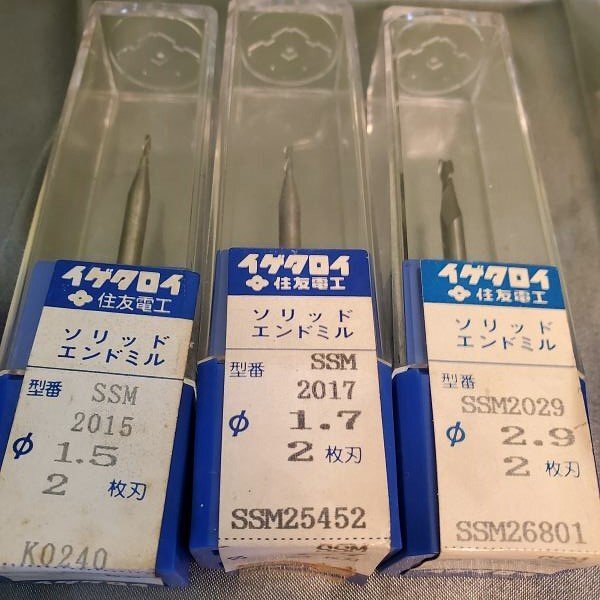 イゲタロイ
住友電工
ソリッド
エンドミル
型番 SSM
2015
φ 1.5
2 枚刃
K0240
イゲタロイ
住友電工
ソリッド
エンドミル
型番 SSM
2017
φ 1.7
2 枚刃
SSM25452
イゲタロイ
住友電工
ソリッド
エンドミル
型番
SSM2029
φ 2.9
2 枚刃
SSM26801